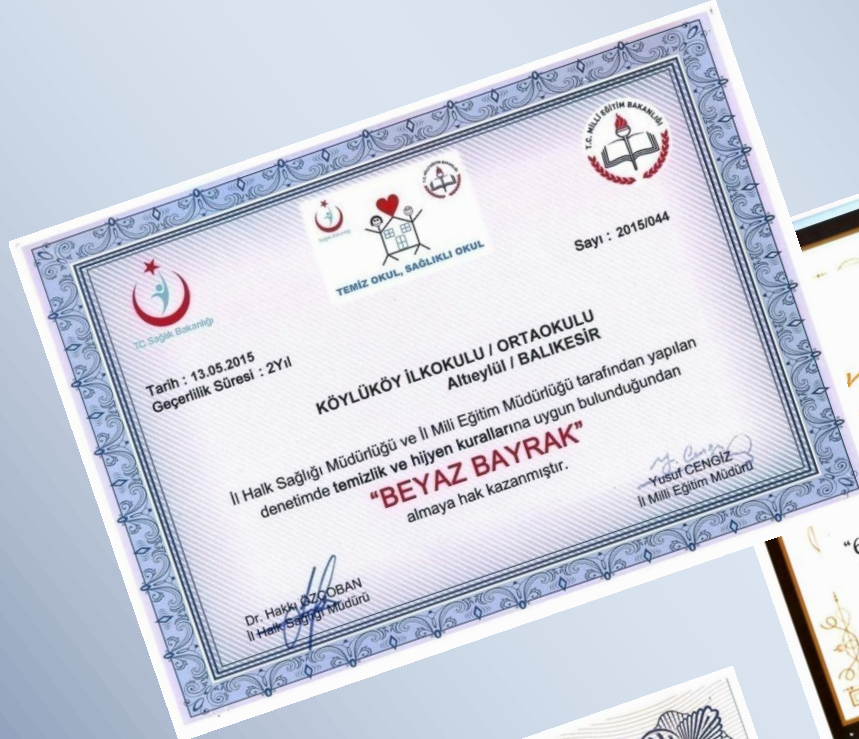 T.C. MİLLİ EĞİTİM BAKANLIĞI
TEMİZ OKUL, SAĞLIKLI OKUL
Sayı : 2015/044
T.C. Sağlık Bakanlığı
Tarih : 13.05.2015
Geçerlilik Süresi : 2Yıl
KÖYLÜKÖY İLKOKULU / ORTAOKULU
Altıeylül / BALIKESİR
İl Halk Sağlığı Müdürlüğü ve İl Mili Eğitim Müdürlüğü tarafından yapılan
denetimde temizlik ve hijyen kurallarına uygun bulunduğundan
"BEYAZ BAYRAK"
almaya hak kazanmıştır.
Yusuf CENGİZ
İl Milli Eğitim Müdürü
Dr. Hakkı ÖZÇOBAN
İl Halk Sağlığı Müdürü